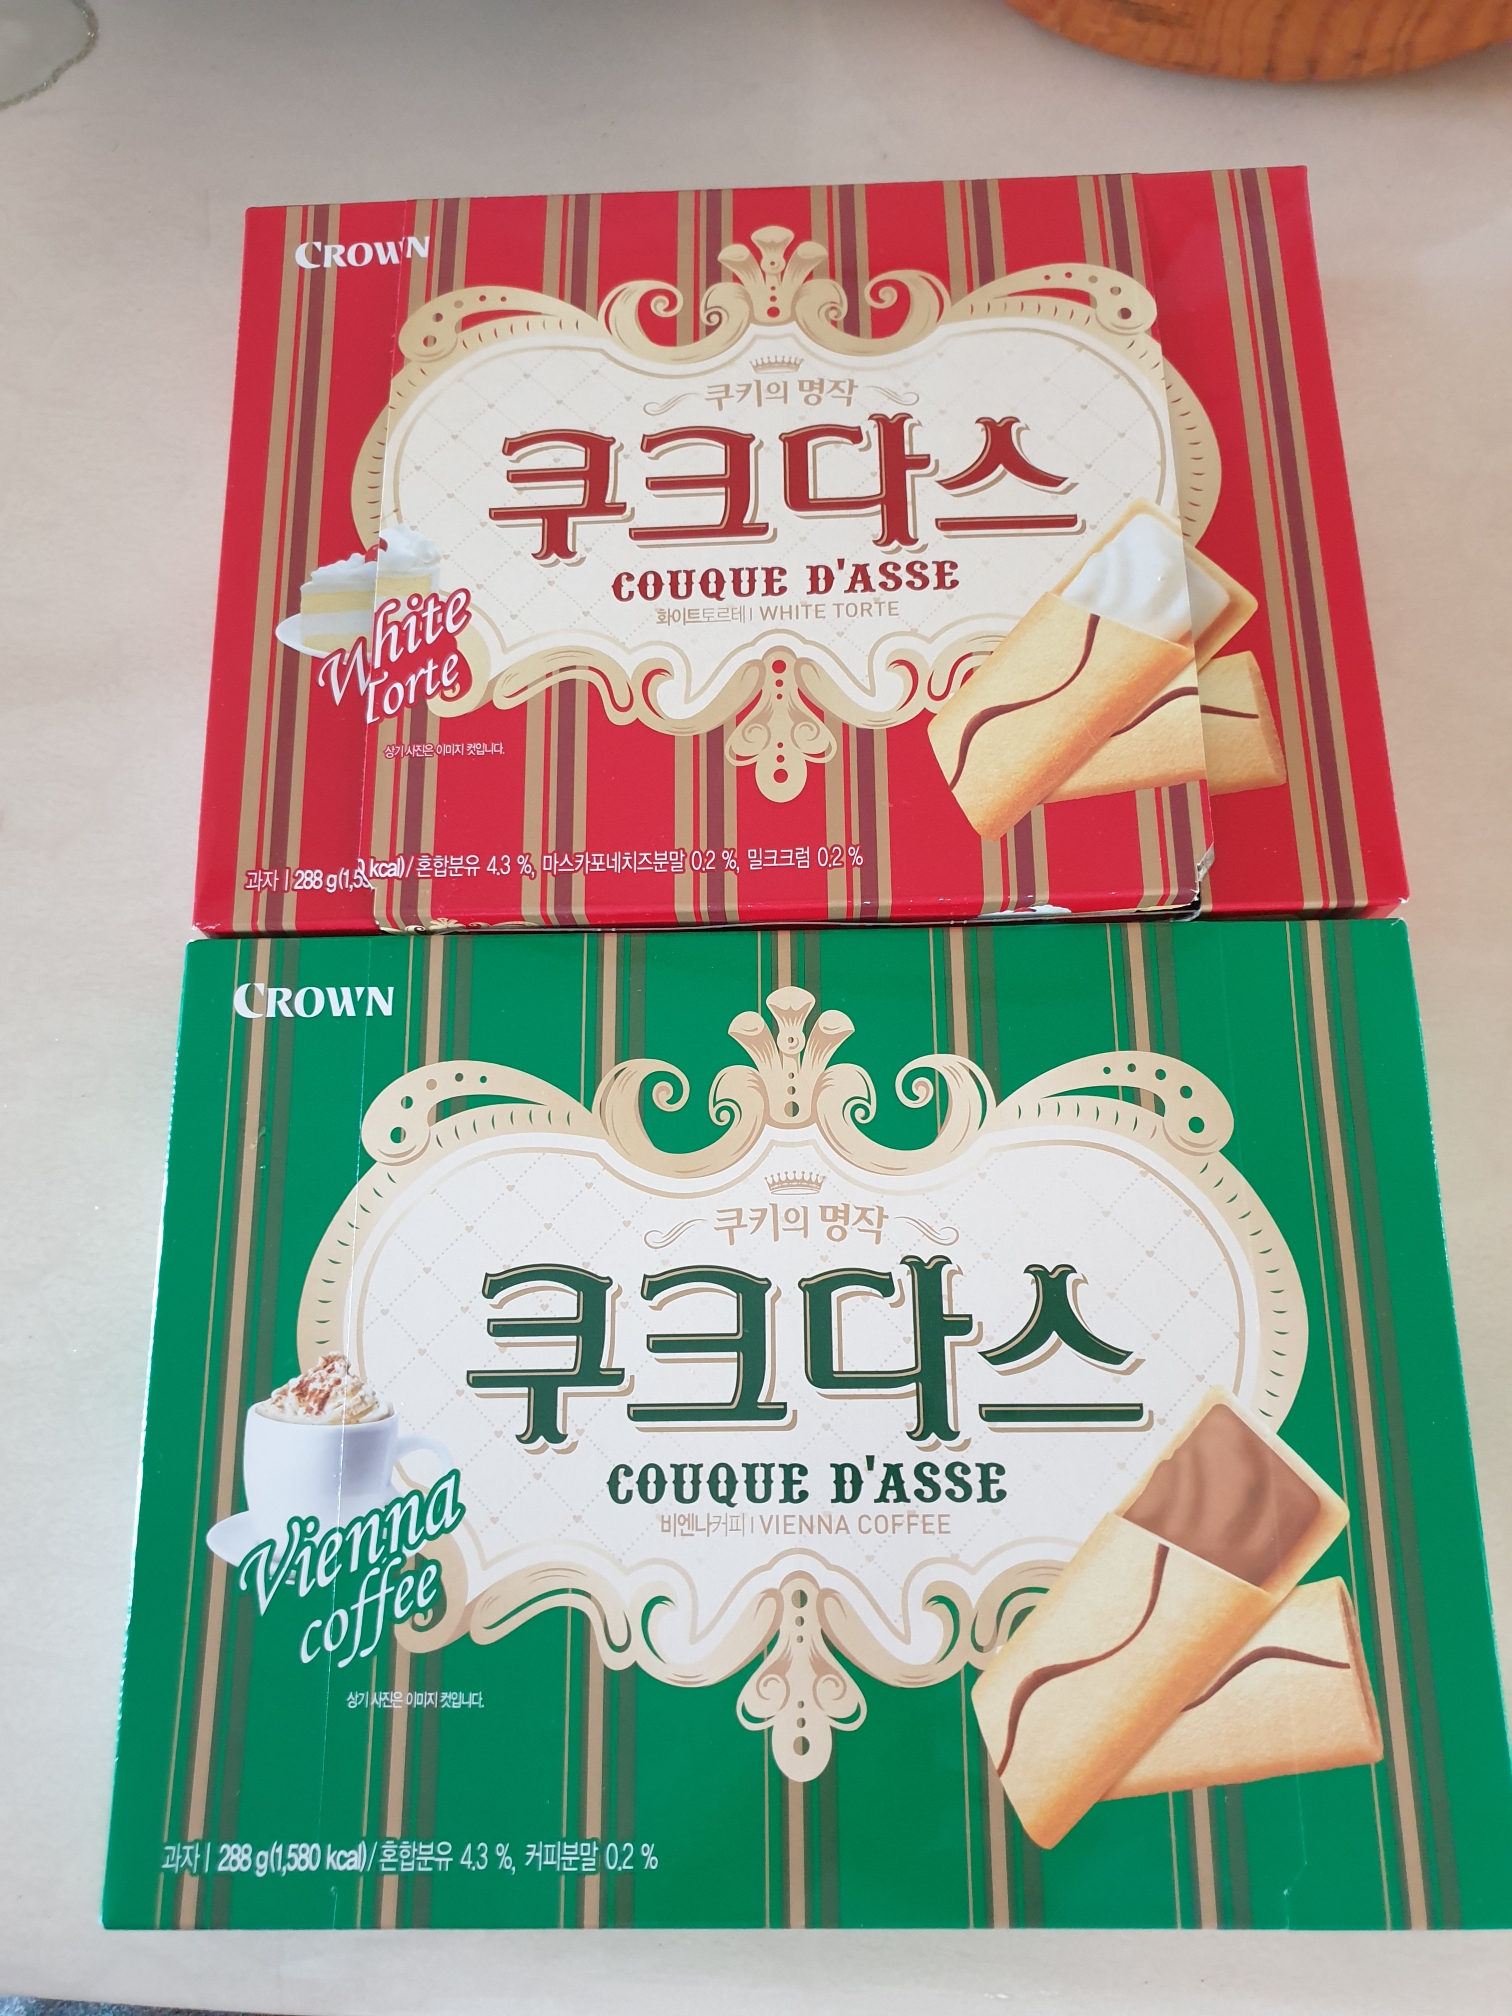 CROWN
쿠키의 명작
쿠크다스
COUQUE D'ASSE
화이트토르테 | WHITE TORTE
White
Torte
상기 사진은 이미지 컷입니다.
과자 | 288 g kcal) / 혼합분유 4.3 %, 마스카포네치즈분말 0.2 %, 밀크크럼 0.2 %
CROWN
쿠키의 명작
쿠크다스
COUQUE D'ASSE
비엔나커피 | VIENNA COFFEE
Vienna
coffee
상기 사진은 이미지 컷입니다.
과자 | 288 g(1,580 kcal) / 혼합분유 4.3 %, 커피분말 0.2 %